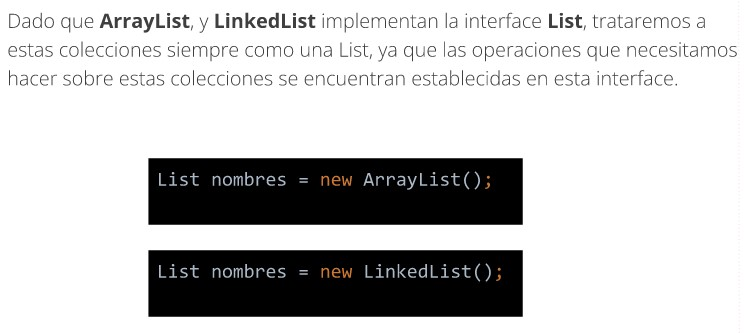 Dado que ArrayList, y LinkedList implementan la interface List, trataremos a
estas colecciones siempre como una List, ya que las operaciones que necesitamos
hacer sobre estas colecciones se encuentran establecidas en esta interface.
List nombres = new ArrayList();
List nombres = new LinkedList();